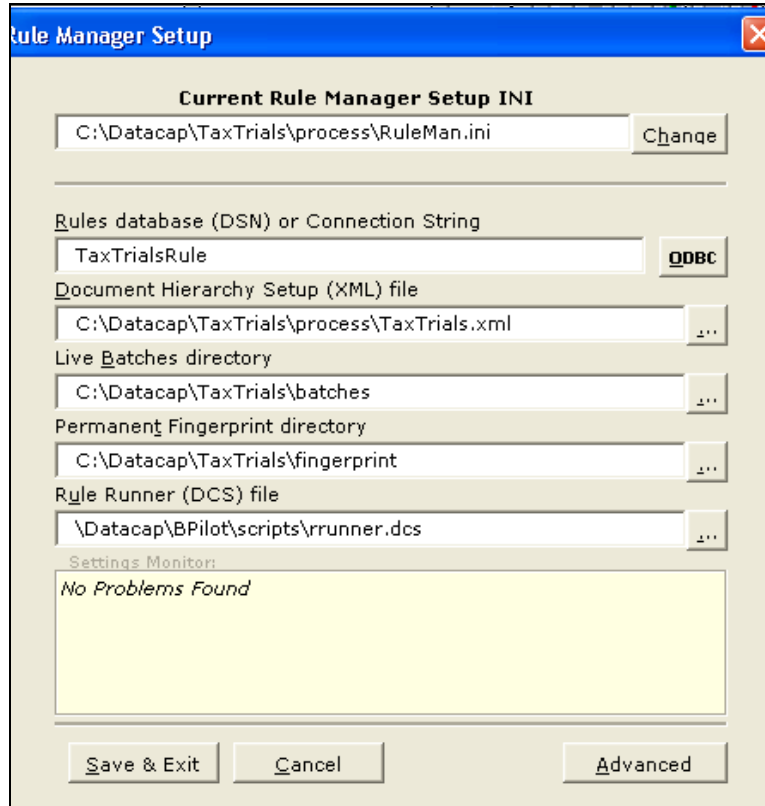 Rule Manager Setup
Current Rule Manager Setup INI
C:\Datacap\TaxTrials\process\RuleMan.ini
Change
Rules database (DSN) or Connection String
TaxTrialsRule
ODBC
Document Hierarchy Setup (XML) file
C:\Datacap\TaxTrials\process\TaxTrials.xml
...
Live Batches directory
C:\Datacap\TaxTrials\batches
...
Permanent Fingerprint directory
C:\Datacap\TaxTrials\fingerprint
...
Rule Runner (DCS) file
\Datacap\BPilot\scripts\rrunner.dcs
...
Settings Monitor:
No Problems Found
Save & Exit
Cancel
Advanced